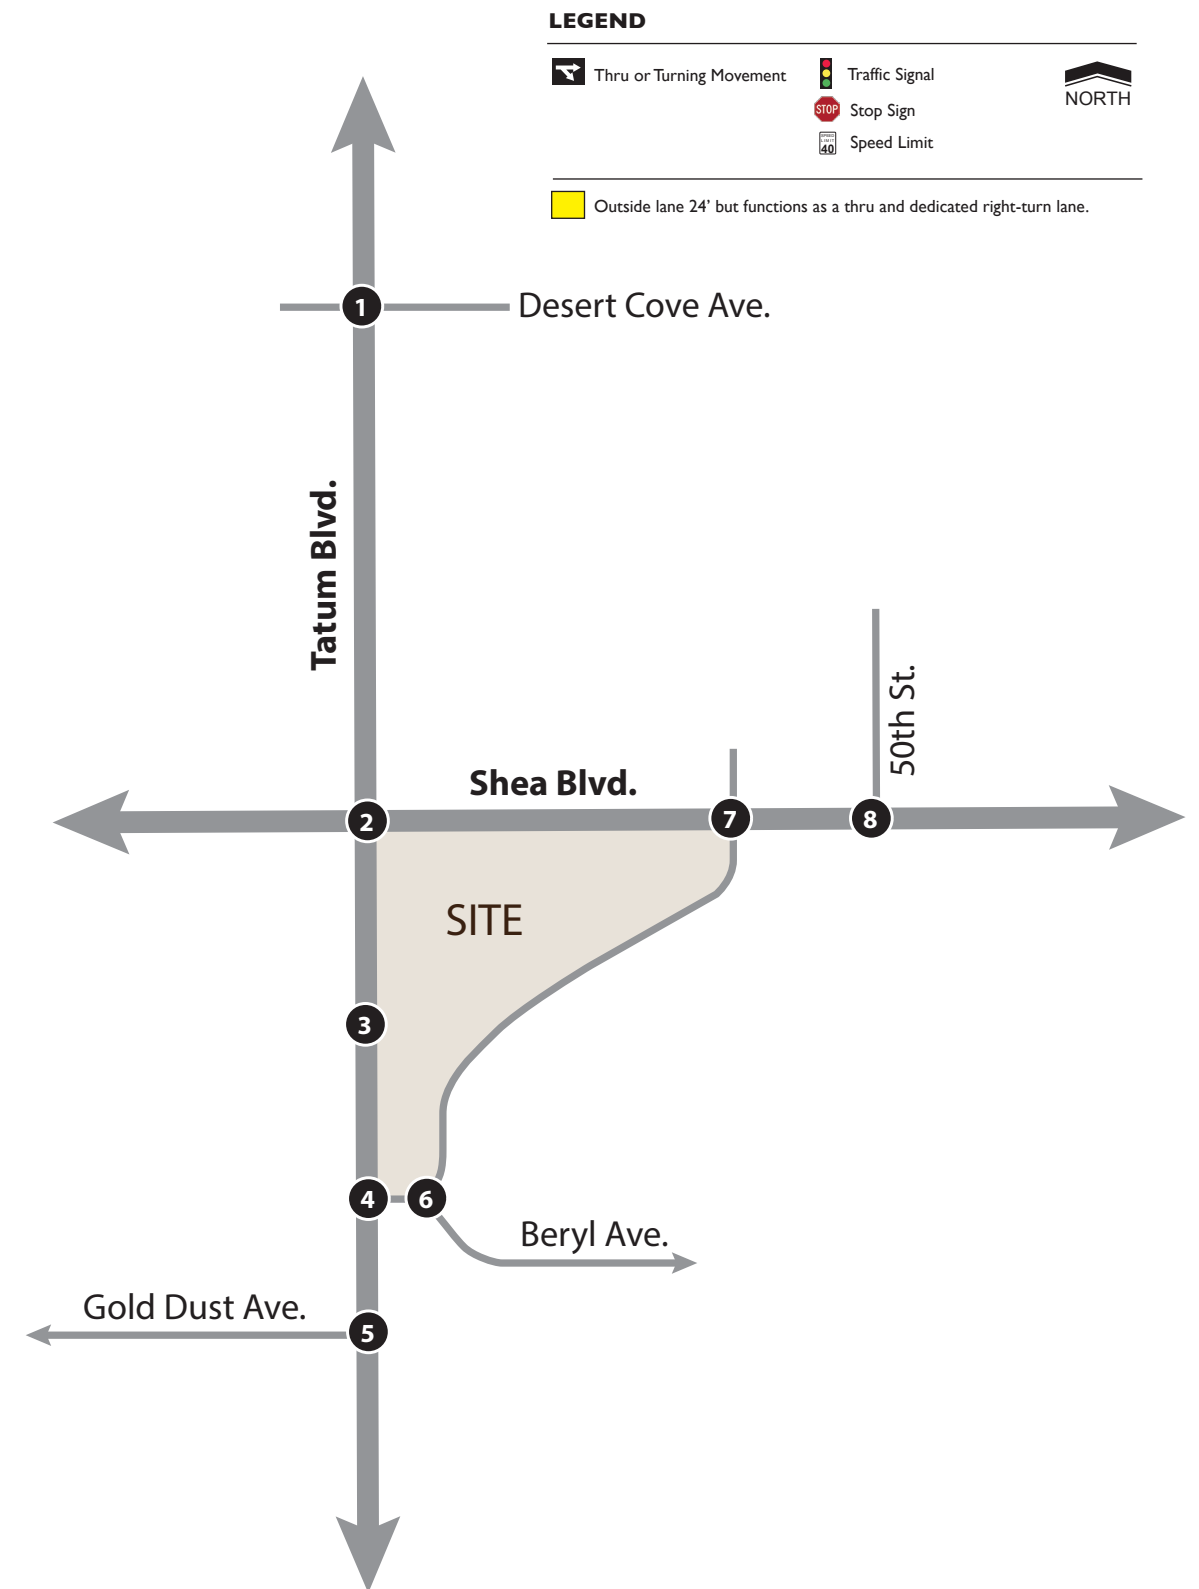 LEGEND
Thru or Turning Movement
Traffic Signal
STOP
Stop Sign
SPEED
LIMIT
40
Speed Limit
NORTH
Outside lane 24’ but functions as a thru and dedicated right-turn lane.
1
Desert Cove Ave.
Tatum Blvd.
50th St.
Shea Blvd.
2
7
8
SITE
3
4
6
Beryl Ave.
Gold Dust Ave.
5